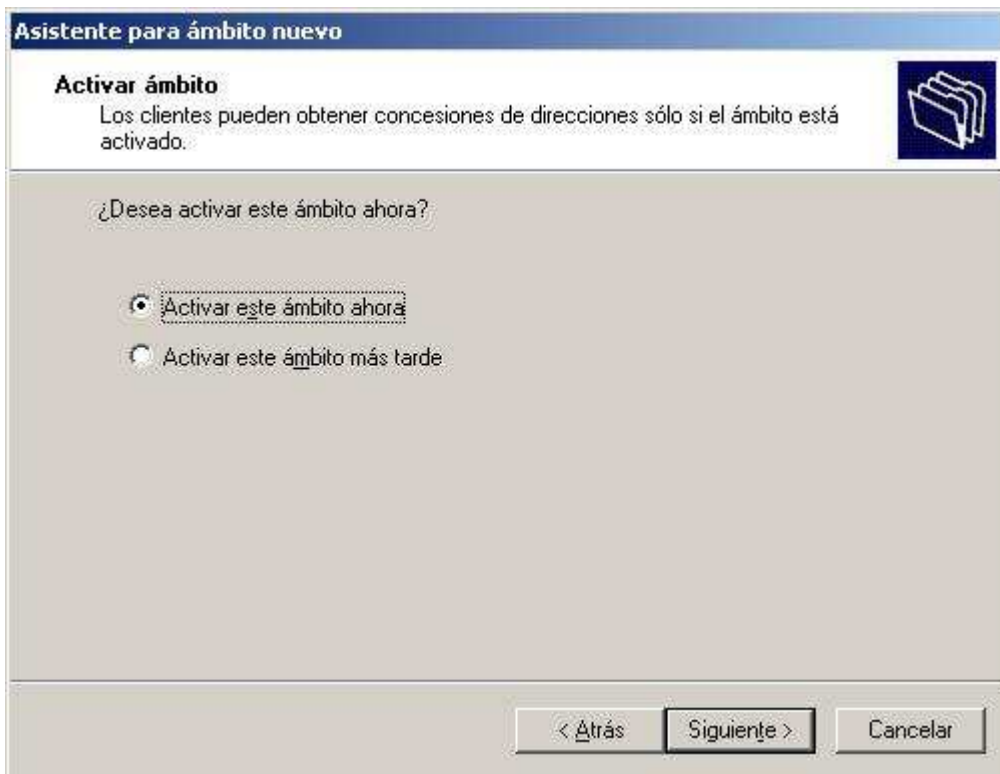 Asistente para ámbito nuevo
Activar ámbito
Los clientes pueden obtener concesiones de direcciones sólo si el ámbito está
activado.
¿Desea activar este ámbito ahora?
Activar este ámbito ahora
Activar este ámbito más tarde
< Atrás
Siguiente >
Cancelar